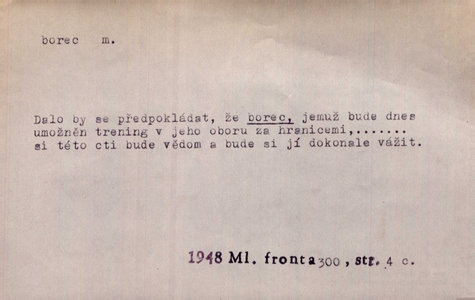 borec m.
Dalo by se předpokládat, že borec, jemuž bude dnes
umožněn trening v jeho oboru za hranicemi,.......
si této cti bude vědom a bude si jí dokonale vážit.
1948 Ml. fronta 300, str. 4 c.